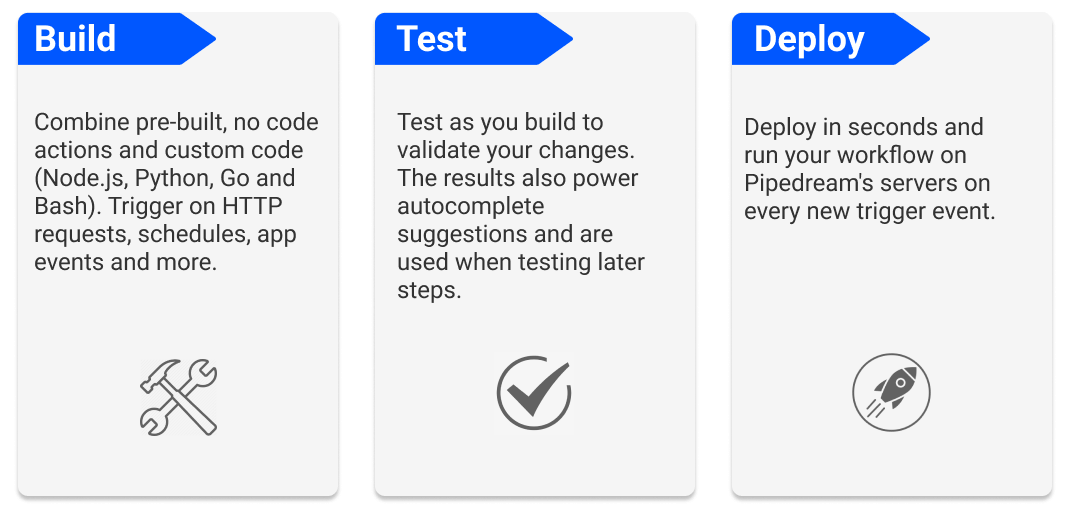 Build
Combine pre-built, no code
actions and custom code
(Node.js, Python, Go and
Bash). Trigger on HTTP
requests, schedules, app
events and more.
Test
Test as you build to
validate your changes.
The results also power
autocomplete
suggestions and are
used when testing later
steps.
Deploy
Deploy in seconds and
run your workflow on
Pipedream's servers on
every new trigger event.